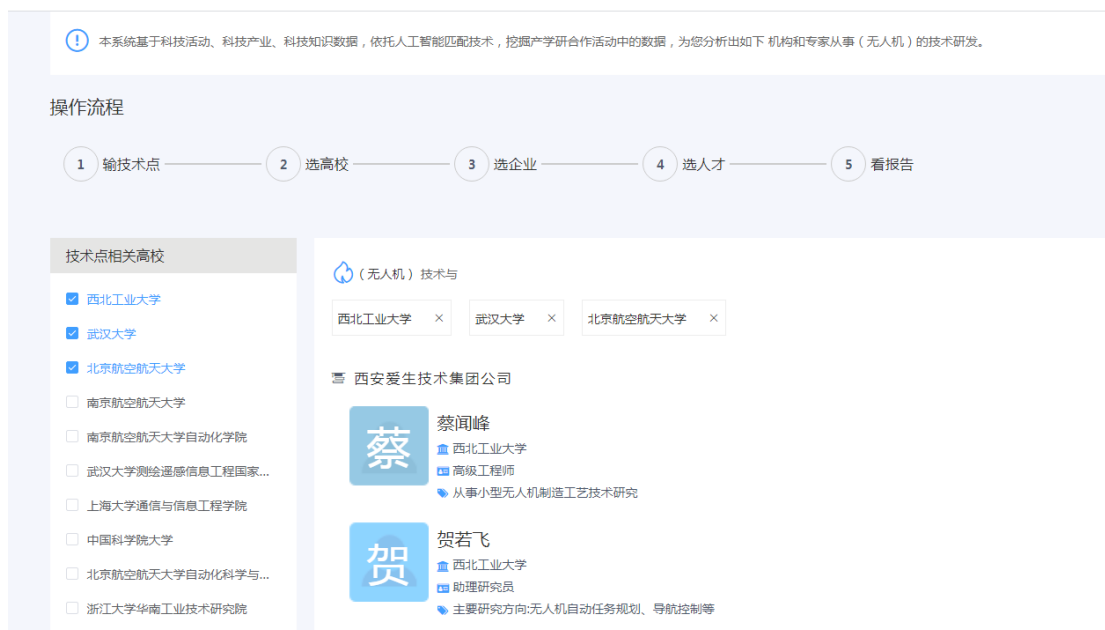 本系统基于科技活动、科技产业、科技知识数据，依托人工智能匹配技术，挖掘产学研合作活动中的数据，为您分析出如下 机构和专家从事（无人机）的技术研发。
操作流程
1 输技术点 2 选高校 3 选企业 4 选人才 5 看报告
技术点相关高校
西北工业大学
武汉大学
北京航空航天大学
南京航空航天大学
南京航空航天大学自动化学院
武汉大学测绘遥感信息工程国家...
上海大学通信与信息工程学院
中国科学院大学
北京航空航天大学自动化科学与...
浙江大学华南工业技术研究院
（无人机）技术与
西北工业大学 × 武汉大学 × 北京航空航天大学 ×
西安爱生技术集团公司
蔡
蔡闻峰
西北工业大学
高级工程师
从事小型无人机制造工艺技术研究
贺
贺若飞
西北工业大学
助理研究员
主要研究方向:无人机自动任务规划、导航控制等